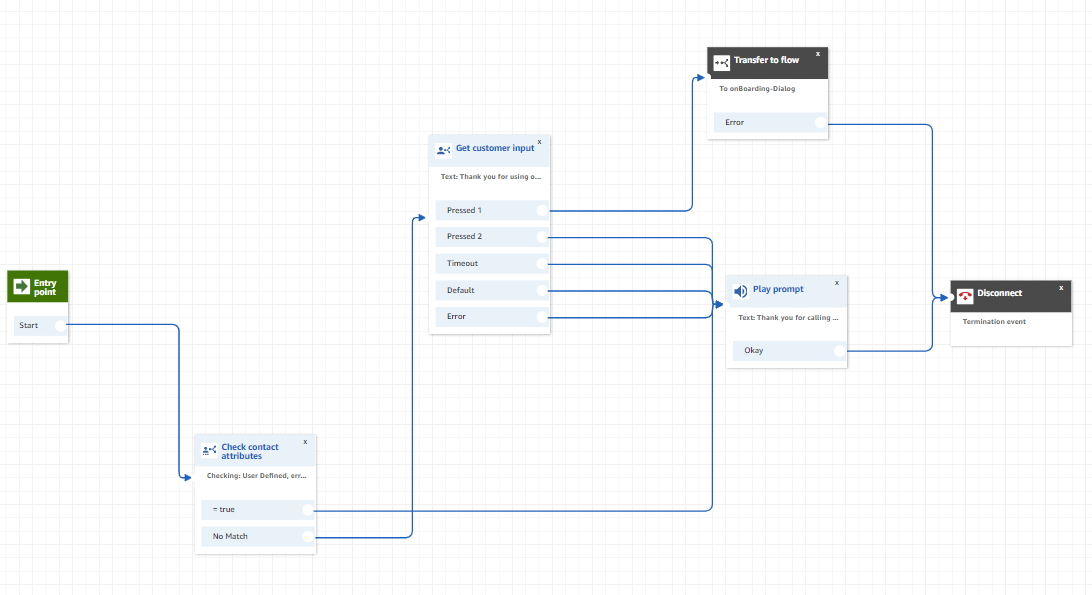 Entry
point
Start
Check contact
attributes
x
Checking: User Defined, err...
= true
No Match
Get customer input
x
Text: Thank you for using o...
Pressed 1
Pressed 2
Timeout
Default
Error
Transfer to flow
x
To onBoarding-Dialog
Error
Play prompt
x
Text: Thank you for calling ...
Okay
Disconnect
x
Termination event